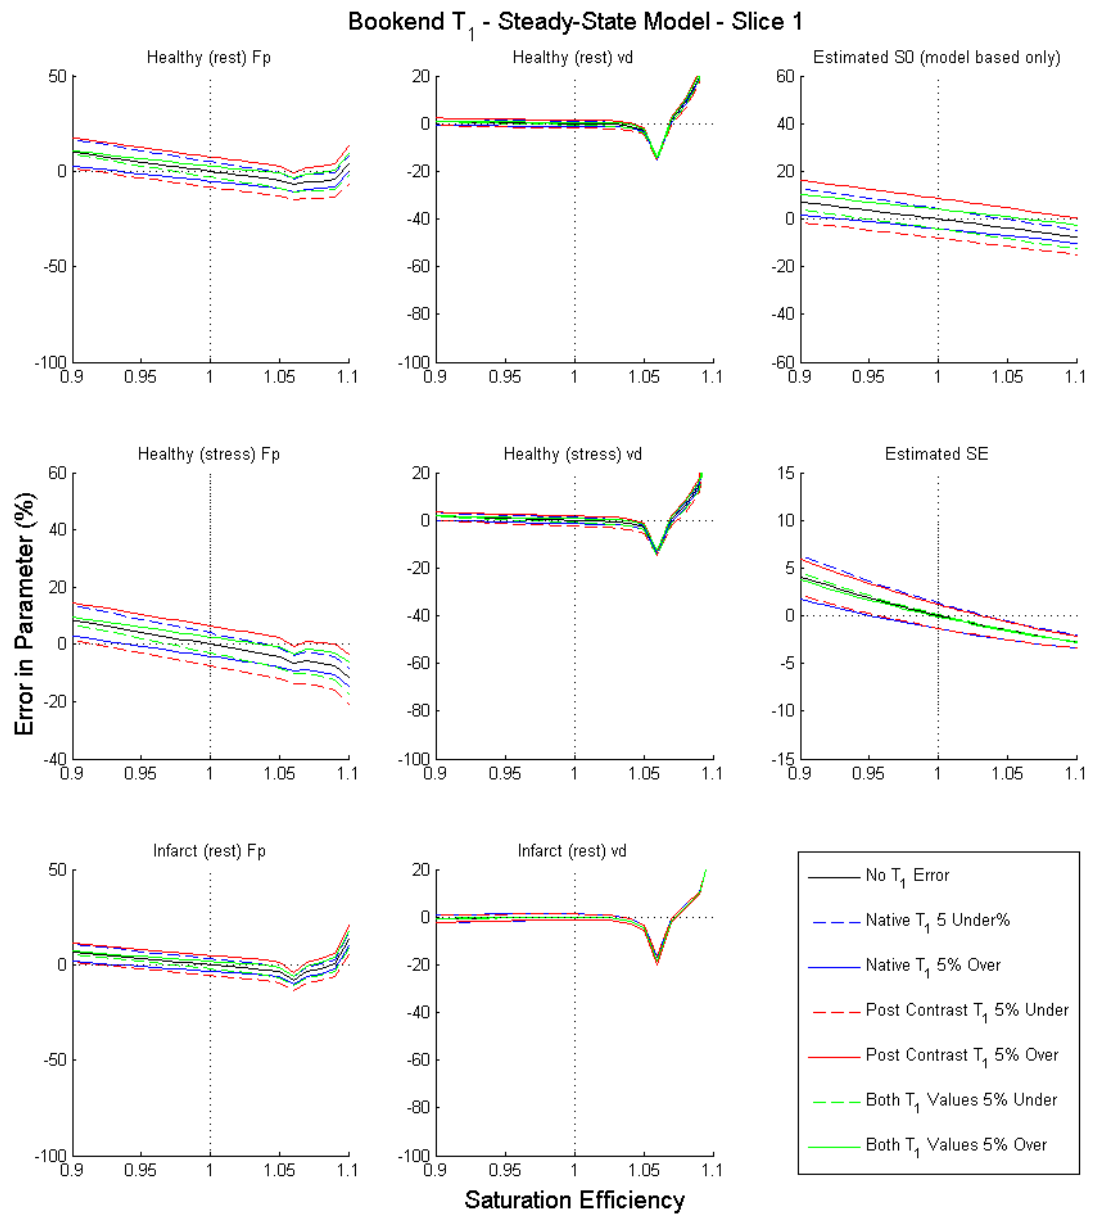 Bookend T1 - Steady-State Model - Slice 1
Healthy (rest) Fp
Healthy (rest) vd
Estimated S0 (model based only)
50
0
-50
-100
0.9 0.95 1 1.05 1.1
20
0
-20
-40
-60
-80
-100
0.9 0.95 1 1.05 1.1
60
40
20
0
-20
-40
-60
0.9 0.95 1 1.05 1.1
Healthy (stress) Fp
Healthy (stress) vd
Estimated SE
Error in Parameter (%)
60
40
20
0
-20
-40
0.9 0.95 1 1.05 1.1
20
0
-20
-40
-60
-80
-100
0.9 0.95 1 1.05 1.1
15
10
5
0
-5
-10
-15
0.9 0.95 1 1.05 1.1
Infarct (rest) Fp
Infarct (rest) vd
50
0
-50
-100
0.9 0.95 1 1.05 1.1
20
0
-20
-40
-60
-80
-100
0.9 0.95 1 1.05 1.1
No T1 Error
Native T1 5 Under%
Native T1 5% Over
Post Contrast T1 5% Under
Post Contrast T1 5% Over
Both T1 Values 5% Under
Both T1 Values 5% Over
Saturation Efficiency